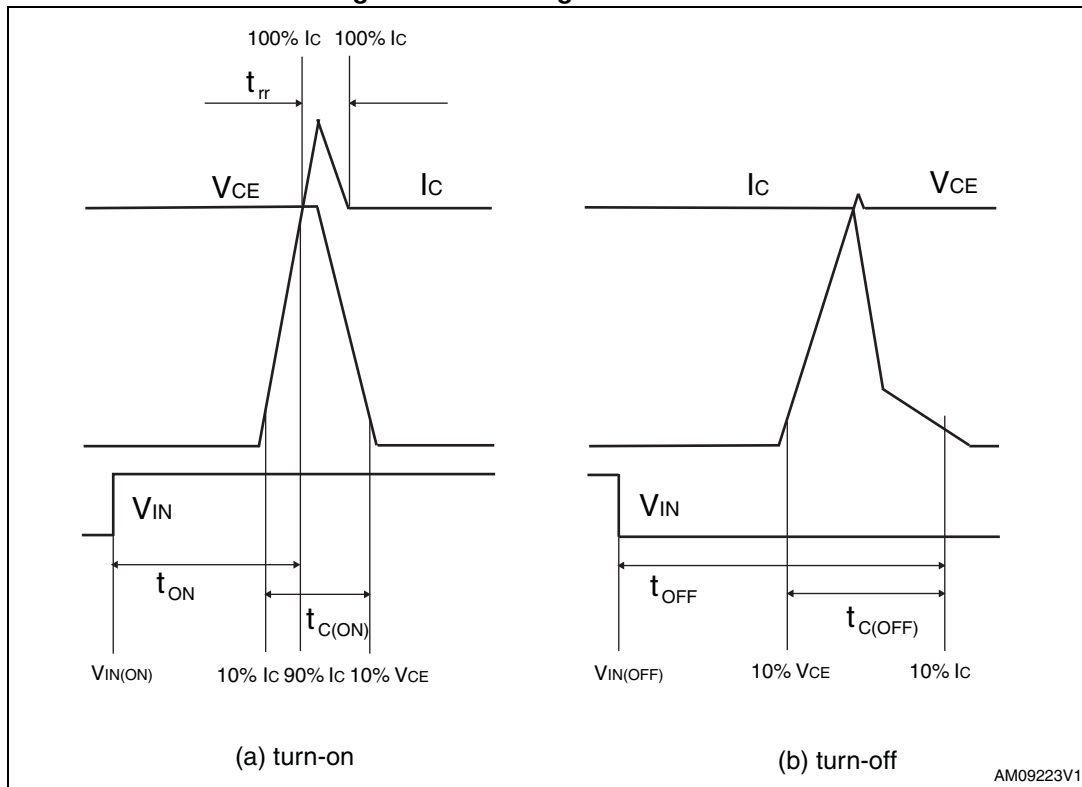 100% IC 100% IC
trr
VCE IC
VIN
tON
tC(ON)
VIN(ON) 10% IC 90% IC 10% VCE
(a) turn-on
IC VCE
VIN
tOFF
tC(OFF)
VIN(OFF) 10% VCE 10% IC
(b) turn-off
AM09223V1